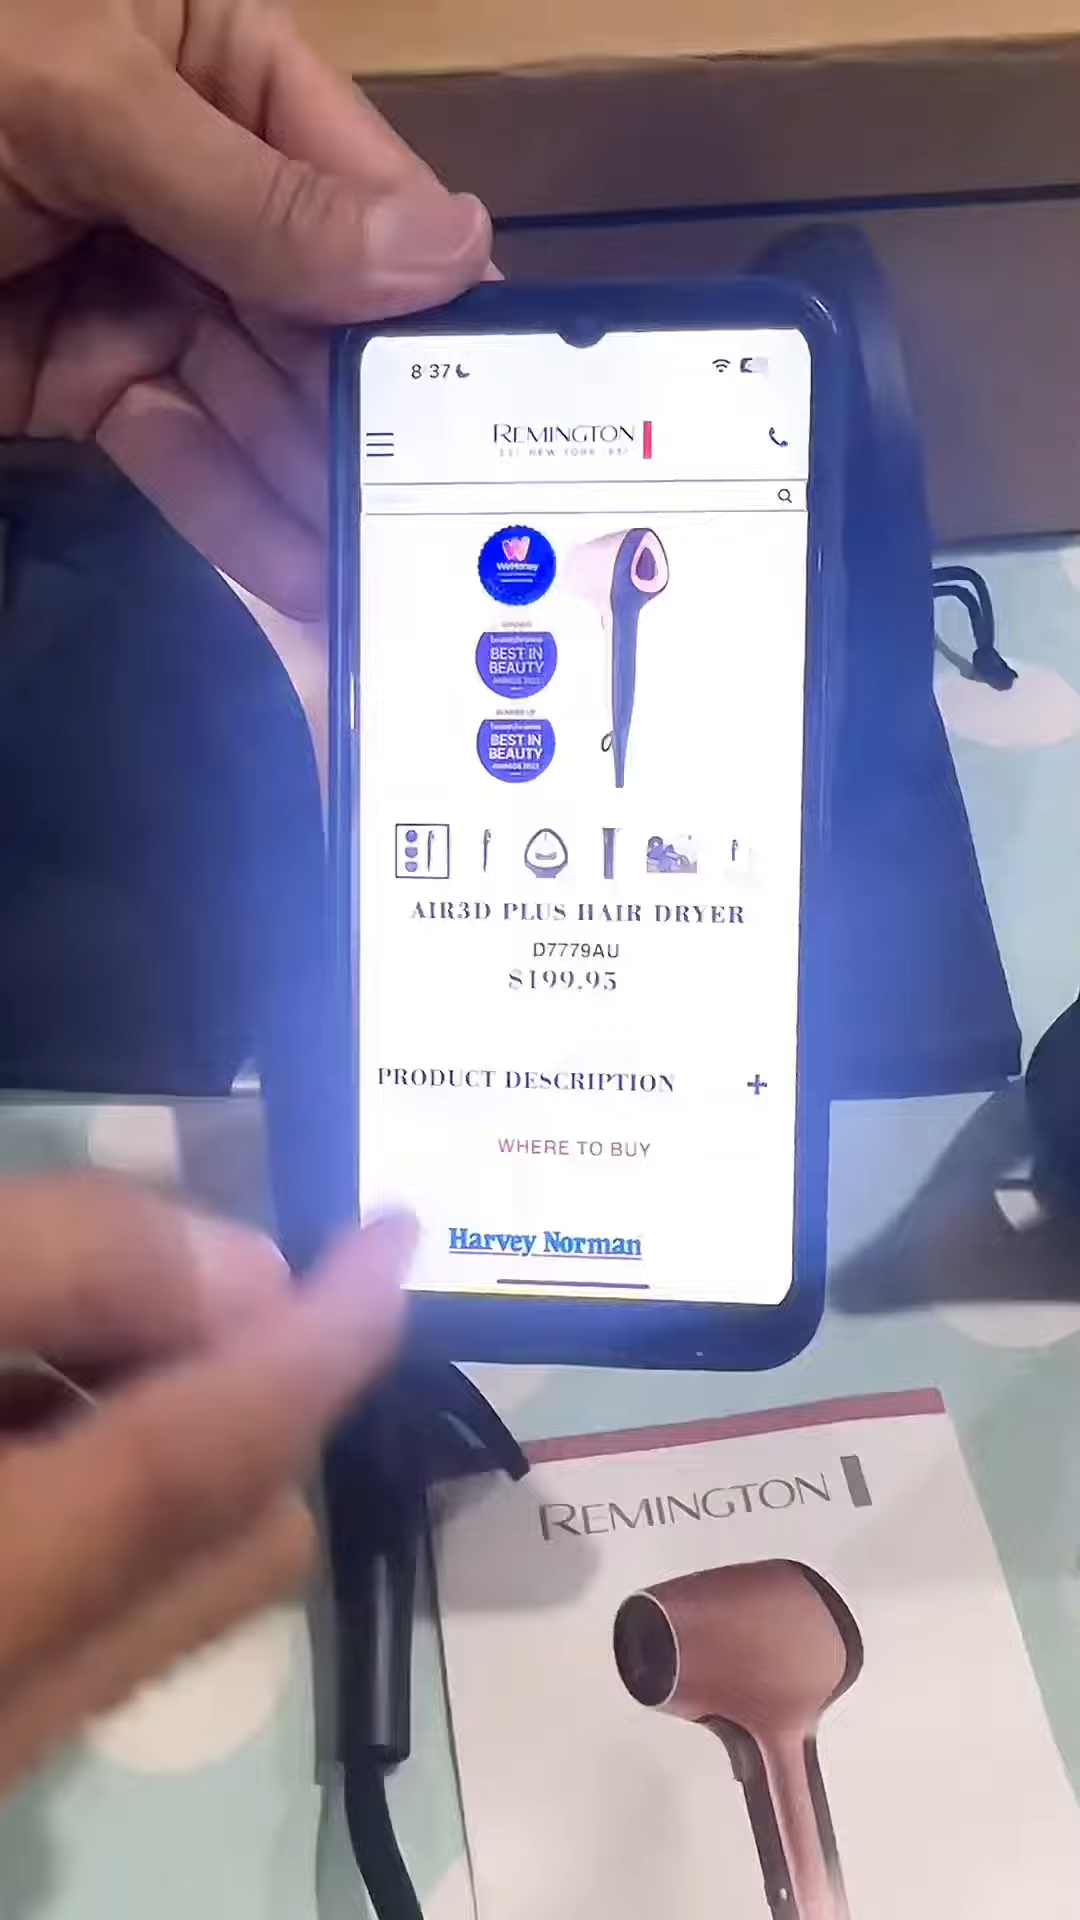 8 37
REMINGTON
WeMoney
BEST IN
BEAUTY
BEST IN
BEAUTY
AIR3D PLUS HAIR DRYER
D7779AU
$199.95
PRODUCT DESCRIPTION +
WHERE TO BUY
Harvey Norman
REMINGTON